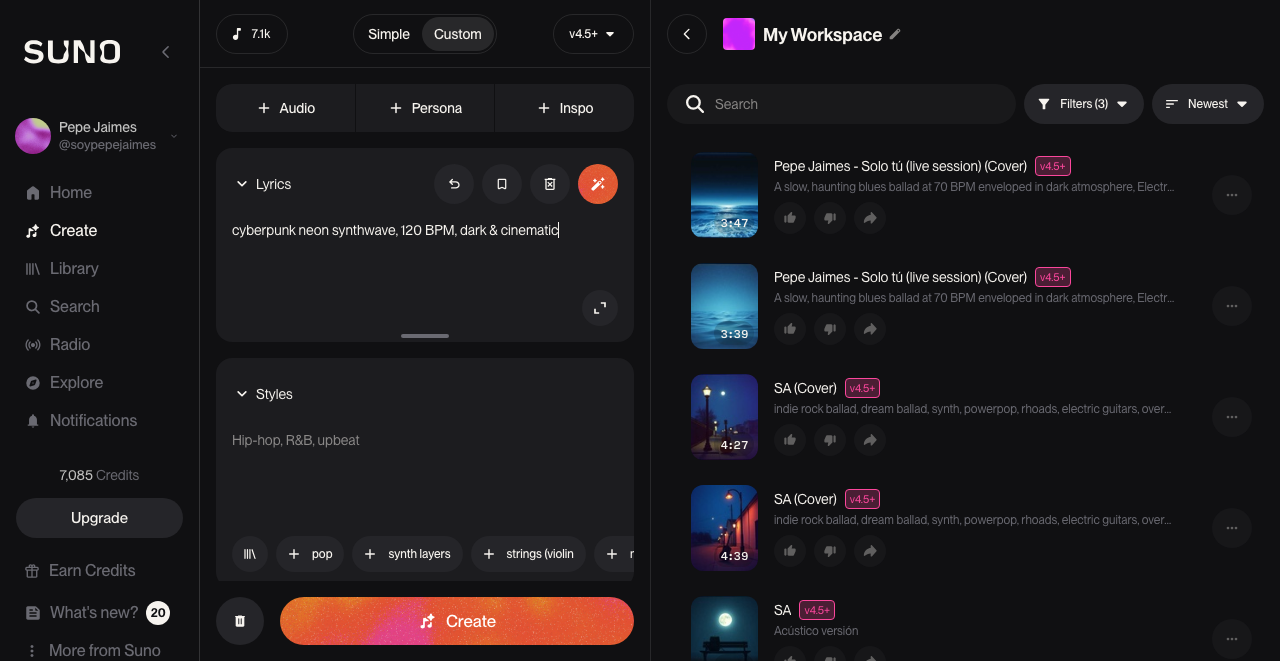 SUNO
Pepe Jaimes
@soypepejaimes
Home
Create
Library
Search
Radio
Explore
Notifications
7,085 Credits
Upgrade
Earn Credits
What's new? 20
More from Suno
7.1k
Simple
Custom
v4.5+
Audio
Persona
Inspo
Lyrics
cyberpunk neon synthwave, 120 BPM, dark & cinematic
Styles
Hip-hop, R&B, upbeat
pop
synth layers
strings (violin
Create
My Workspace
Search
Filters (3)
Newest
Pepe Jaimes - Solo tú (live session) (Cover) v4.5+
A slow, haunting blues ballad at 70 BPM enveloped in dark atmosphere, Electr...
3:47
Pepe Jaimes - Solo tú (live session) (Cover) v4.5+
A slow, haunting blues ballad at 70 BPM enveloped in dark atmosphere, Electr...
3:39
SA (Cover) v4.5+
indie rock ballad, dream ballad, synth, powerpop, rhoads, electric guitars, over...
4:27
SA (Cover) v4.5+
indie rock ballad, dream ballad, synth, powerpop, rhoads, electric guitars, over...
4:39
SA v4.5+
Acústico versión